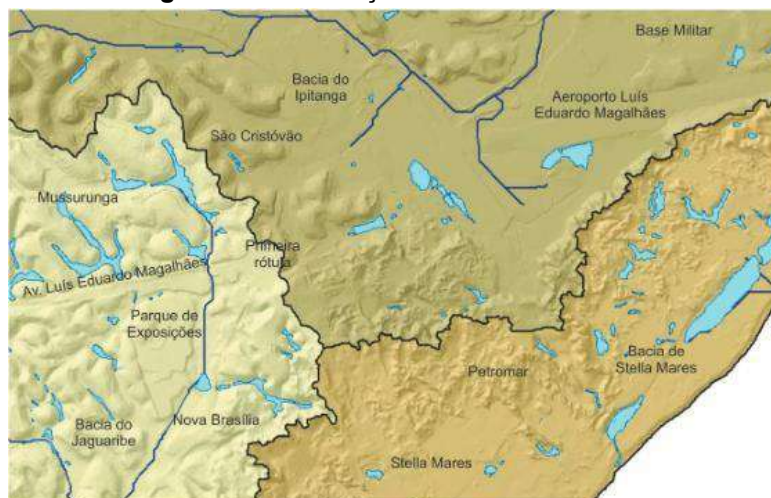 Base Militar
Bacia do
Ipitanga
Aeroporto Luís
Eduardo Magalhães
São Cristóvão
Mussurunga
Primeira
rótula
Av. Luís Eduardo Magalhães
Parque de
Exposições
Bacia de
Stella Mares
Petromar
Nova Brasília
Bacia do
Jaguaribe
Stella Mares